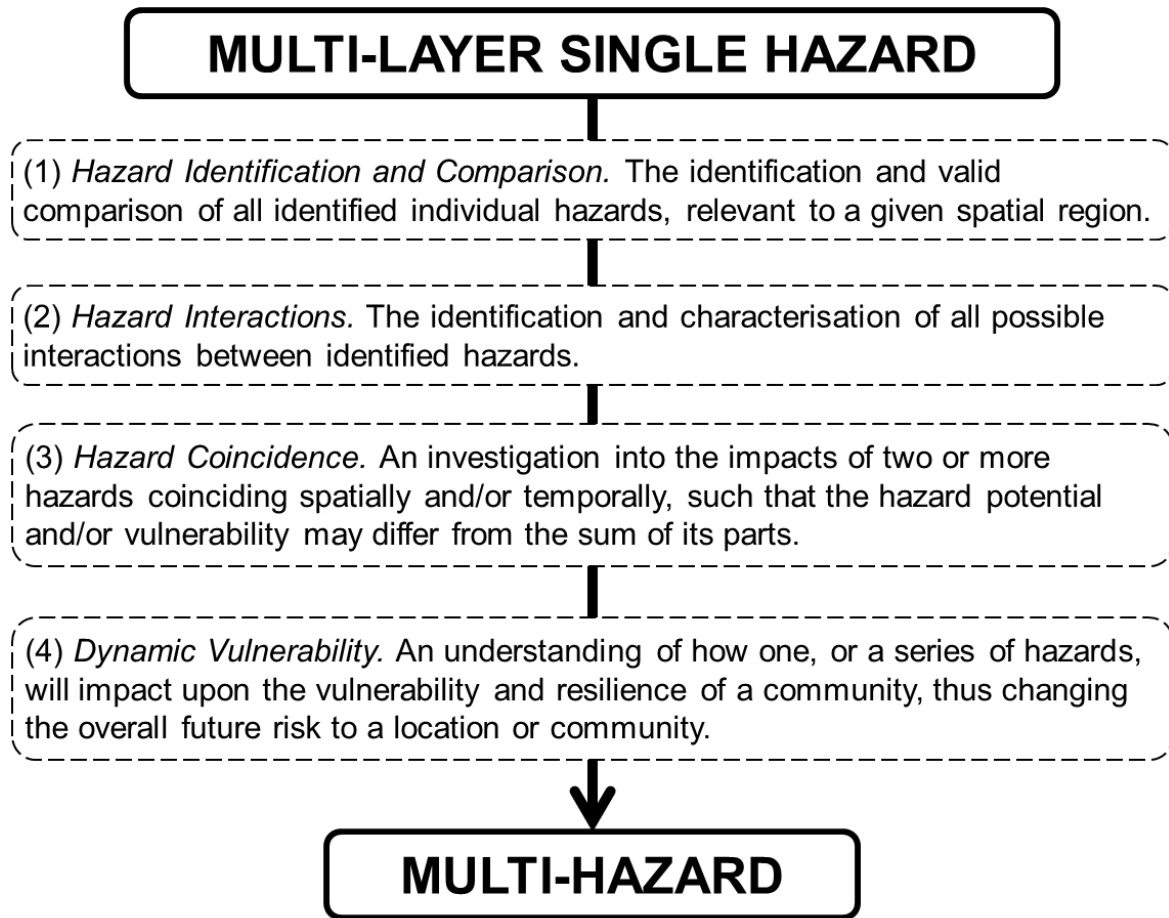 MULTI-LAYER SINGLE HAZARD
(1) Hazard Identification and Comparison. The identification and valid
comparison of all identified individual hazards, relevant to a given spatial region.
(2) Hazard Interactions. The identification and characterisation of all possible
interactions between identified hazards.
(3) Hazard Coincidence. An investigation into the impacts of two or more
hazards coinciding spatially and/or temporally, such that the hazard potential
and/or vulnerability may differ from the sum of its parts.
(4) Dynamic Vulnerability. An understanding of how one, or a series of hazards,
will impact upon the vulnerability and resilience of a community, thus changing
the overall future risk to a location or community.
MULTI-HAZARD